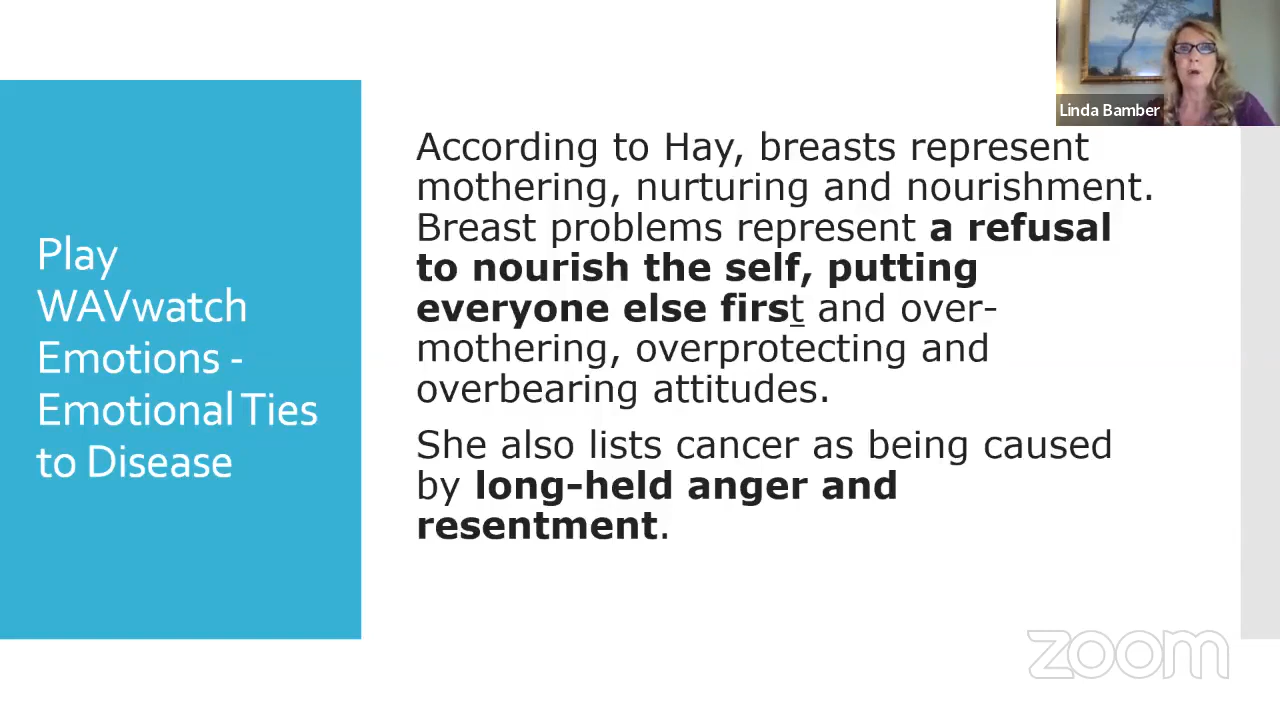 Linda Bamber
Play
WAVwatch
Emotions -
Emotional Ties
to Disease
According to Hay, breasts represent
mothering, nurturing and nourishment.
Breast problems represent a refusal
to nourish the self, putting
everyone else first and over-
mothering, overprotecting and
overbearing attitudes.
She also lists cancer as being caused
by long-held anger and
resentment.
zoom